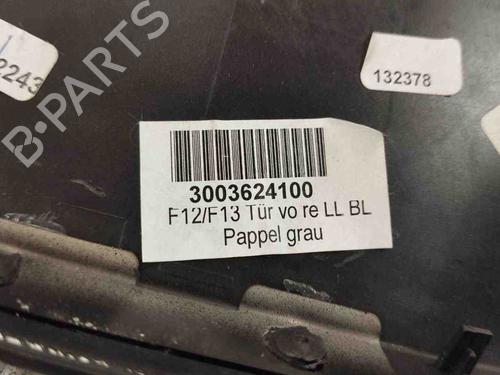 2243
132378
3003624100
F12/F13 Tür vo re LL BL
Pappel grau
B-PARTS